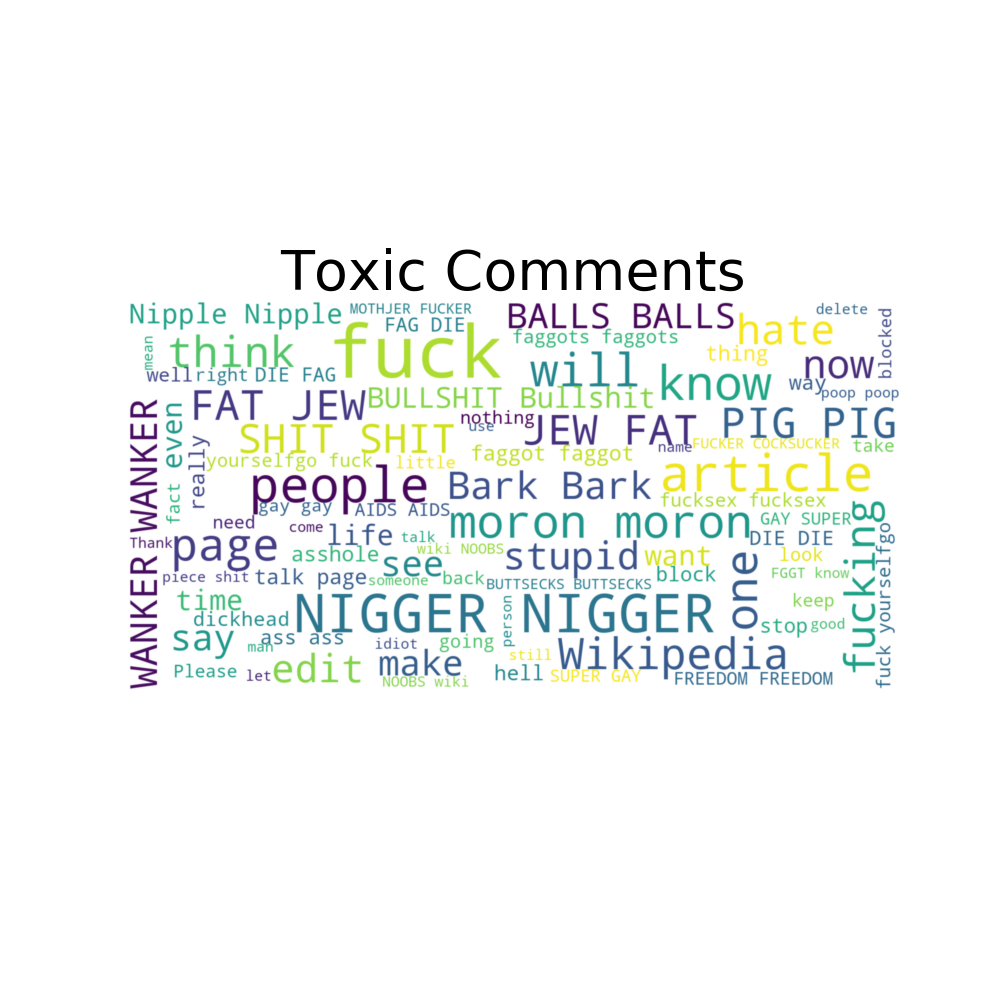 Toxic Comments
Nipple Nipple
MOTHJER FUCKER
BALLS BALLS
delete
FAG DIE
fuck
faggots faggots
hate
blocked
mean
think
thing
will
now
well
right
DIE FAG
know
way
poop poop
BULLSHIT Bullshit
FAT JEW
nothing
use
JEW FAT
PIG PIG
WANKER WANKER
fact
even
really
SHIT SHIT
name
FUCKER COCKSUCKER
take
yourselfgo fuck
little
faggot faggot
article
people
Bark Bark
fucksex fucksex
gay gay
AIDS AIDS
need
come
life
talk
moron moron
GAY SUPER
DIE DIE
Thank
page
asshole
see
wiki NOOBS
stupid
want
look
piece shit
talk page
someone
back
BUTTSECKS BUTTSECKS
block
one
FGGT know
fucking
fuck yourselfgo
time
dickhead
NIGGER NIGGER
person
keep
stop
good
say
man
ass ass
idiot
going
still
Wikipedia
Please
let
edit
make
NOOBS wiki
hell
SUPER GAY
FREEDOM FREEDOM